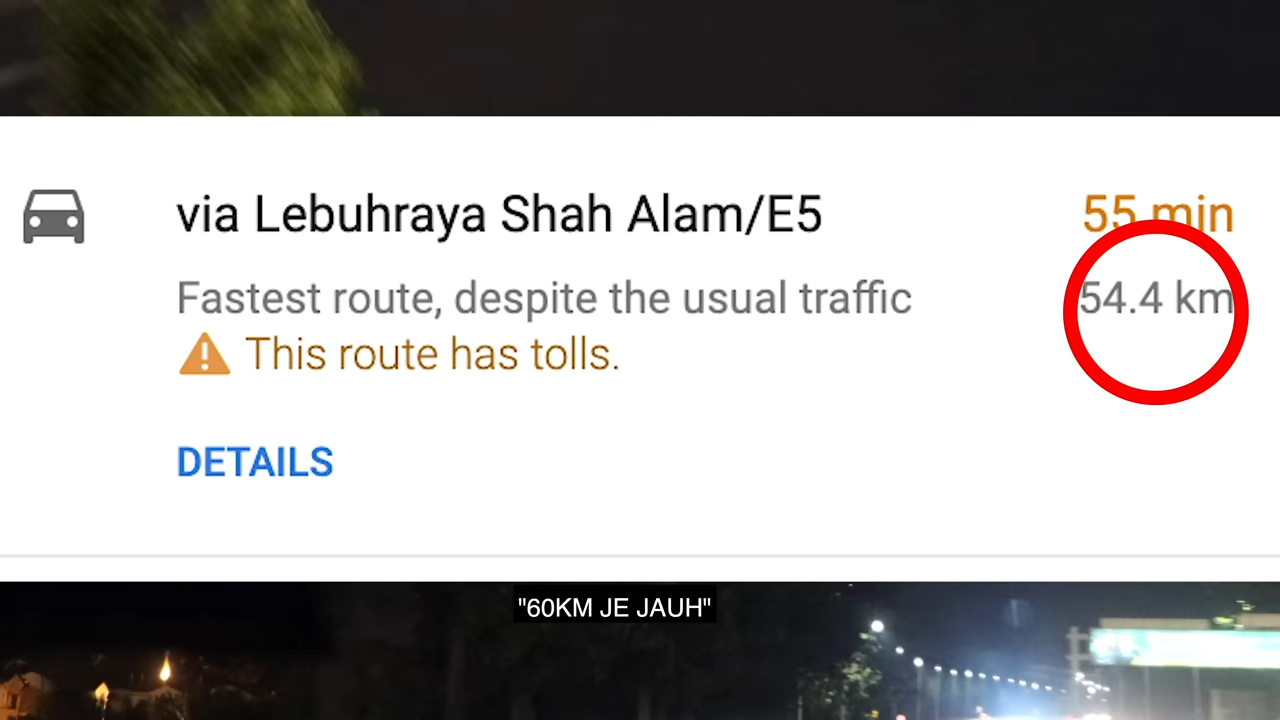 via Lebuhraya Shah Alam/E5
55 min
Fastest route, despite the usual traffic
54.4 km
This route has tolls.
DETAILS
"60KM JE JAUH"